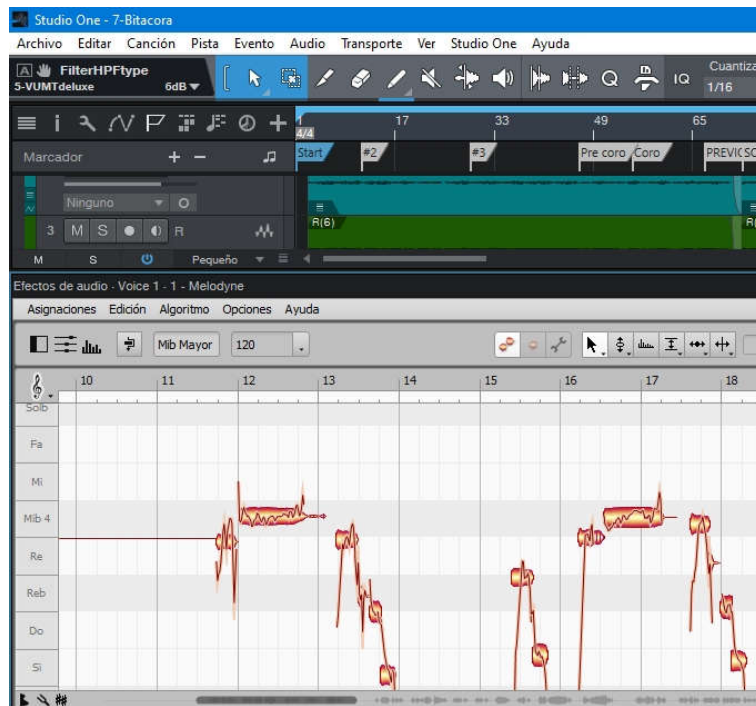 Studio One - 7-Bitacora
Archivo Editar Canción Pista Evento Audio Transporte Ver Studio One Ayuda
A FilterHPFtype
5-VUMTdeluxe 6dB
IQ
Cuantiza
1/16
1 17 33 49 65
4/4
Marcador + −
Start #2 #3 Pre coro Coro PREVICSC
Ninguno
R(6)
3 M S R
M S Pequeño
Efectos de audio - Voice 1 - 1 - Melodyne
Asignaciones Edición Algoritmo Opciones Ayuda
Mib Mayor 120
10 11 12 13 14 15 16 17 18
Solb
Fa
Mi
Mib 4
Re
Reb
Do
Si